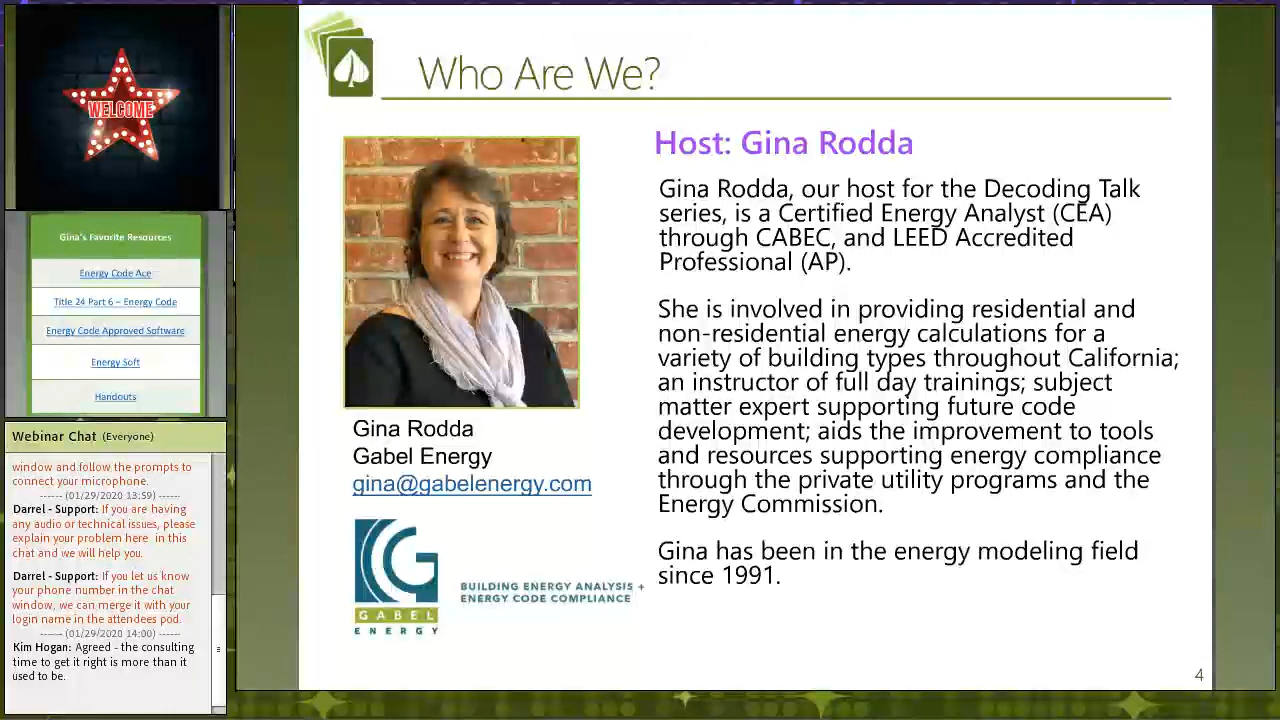 WELCOME
Gina's Favorite Resources
Energy Code Ace
Title 24 Part 6 – Energy Code
Energy Code Approved Software
Energy Soft
Handouts
Webinar Chat (Everyone)
window and follow the prompts to
connect your microphone.
------ (01/29/2020 13:59) ------
Darrel - Support: If you are having
any audio or technical issues, please
explain your problem here in this
chat and we will help you.
Darrel - Support: If you let us know
your phone number in the chat
window, we can merge it with your
login name in the attendees pod.
------ (01/29/2020 14:00) ------
Kim Hogan: Agreed - the consulting
time to get it right is more than it
used to be.
Who Are We?
Gina Rodda
Gabel Energy
gina@gabelenergy.com
GABEL
ENERGY
BUILDING ENERGY ANALYSIS +
ENERGY CODE COMPLIANCE
Host: Gina Rodda
Gina Rodda, our host for the Decoding Talk
series, is a Certified Energy Analyst (CEA)
through CABEC, and LEED Accredited
Professional (AP).
She is involved in providing residential and
non-residential energy calculations for a
variety of building types throughout California;
an instructor of full day trainings; subject
matter expert supporting future code
development; aids the improvement to tools
and resources supporting energy compliance
through the private utility programs and the
Energy Commission.
Gina has been in the energy modeling field
since 1991.
4